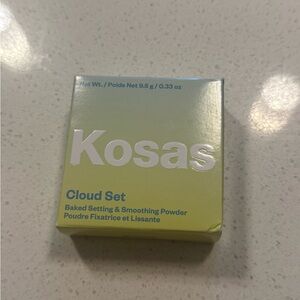 Net Wt. / Poids Net 9.5 g / 0.33 oz
Kosas
Cloud Set
Baked Setting & Smoothing Powder
Poudre Fixatrice et Lissante